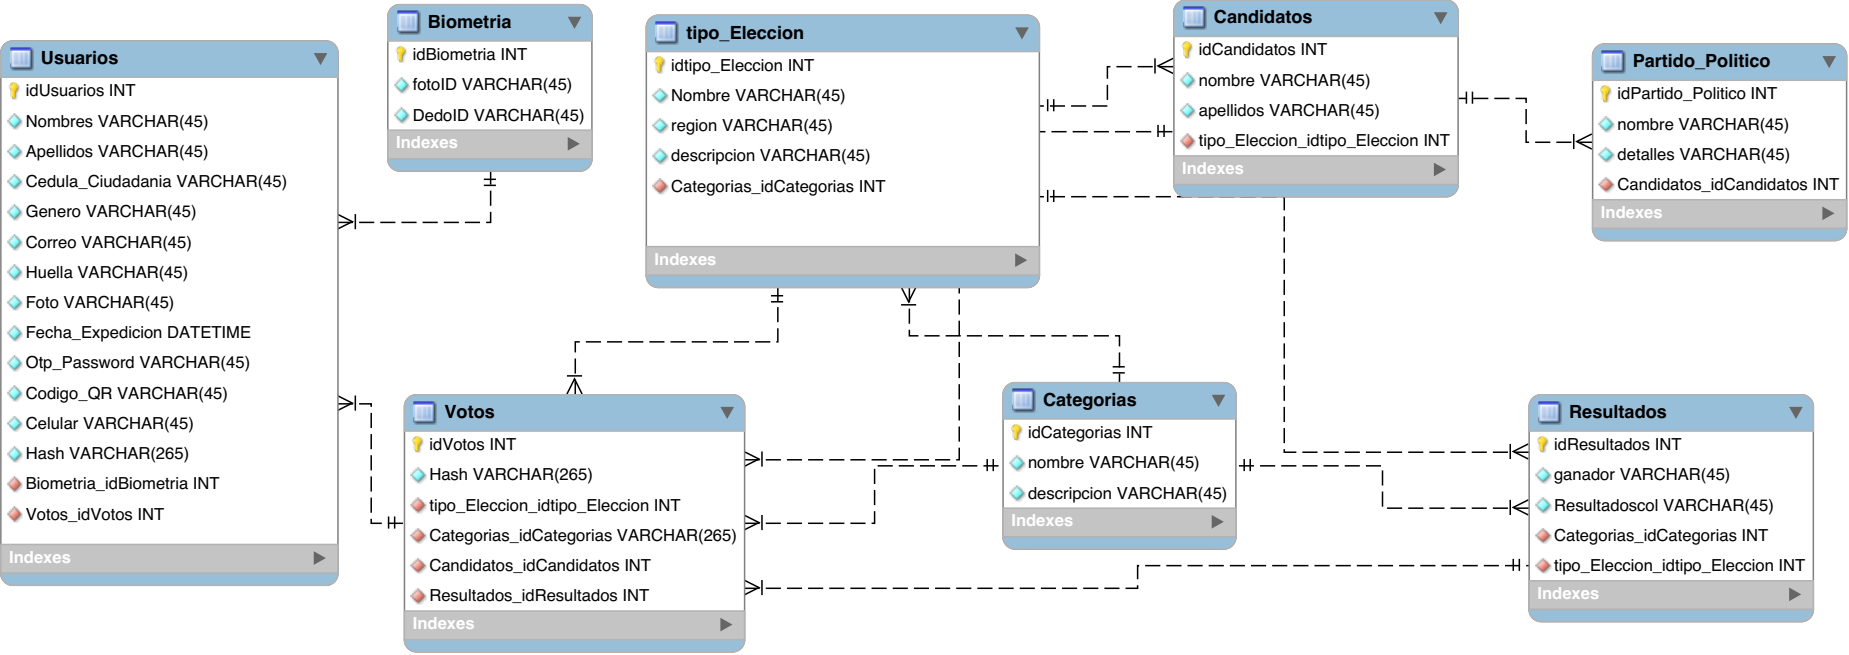 Usuarios
idUsuarios INT
Nombres VARCHAR(45)
Apellidos VARCHAR(45)
Cedula_Ciudadania VARCHAR(45)
Genero VARCHAR(45)
Correo VARCHAR(45)
Huella VARCHAR(45)
Foto VARCHAR(45)
Fecha_Expedicion DATETIME
Otp_Password VARCHAR(45)
Codigo_QR VARCHAR(45)
Celular VARCHAR(45)
Hash VARCHAR(265)
Biometria_idBiometria INT
Votos_idVotos INT
Indexes
Biometria
idBiometria INT
fotoID VARCHAR(45)
DedoID VARCHAR(45)
Indexes
tipo_Eleccion
idtipo_Eleccion INT
Nombre VARCHAR(45)
region VARCHAR(45)
descripcion VARCHAR(45)
Categorias_idCategorias INT
Indexes
Candidatos
idCandidatos INT
nombre VARCHAR(45)
apellidos VARCHAR(45)
tipo_Eleccion_idtipo_Eleccion INT
Indexes
Partido_Politico
idPartido_Politico INT
nombre VARCHAR(45)
detalles VARCHAR(45)
Candidatos_idCandidatos INT
Indexes
Votos
idVotos INT
Hash VARCHAR(265)
tipo_Eleccion_idtipo_Eleccion INT
Categorias_idCategorias VARCHAR(265)
Candidatos_idCandidatos INT
Resultados_idResultados INT
Indexes
Categorias
idCategorias INT
nombre VARCHAR(45)
descripcion VARCHAR(45)
Indexes
Resultados
idResultados INT
ganador VARCHAR(45)
Resultadoscol VARCHAR(45)
Categorias_idCategorias INT
tipo_Eleccion_idtipo_Eleccion INT
Indexes